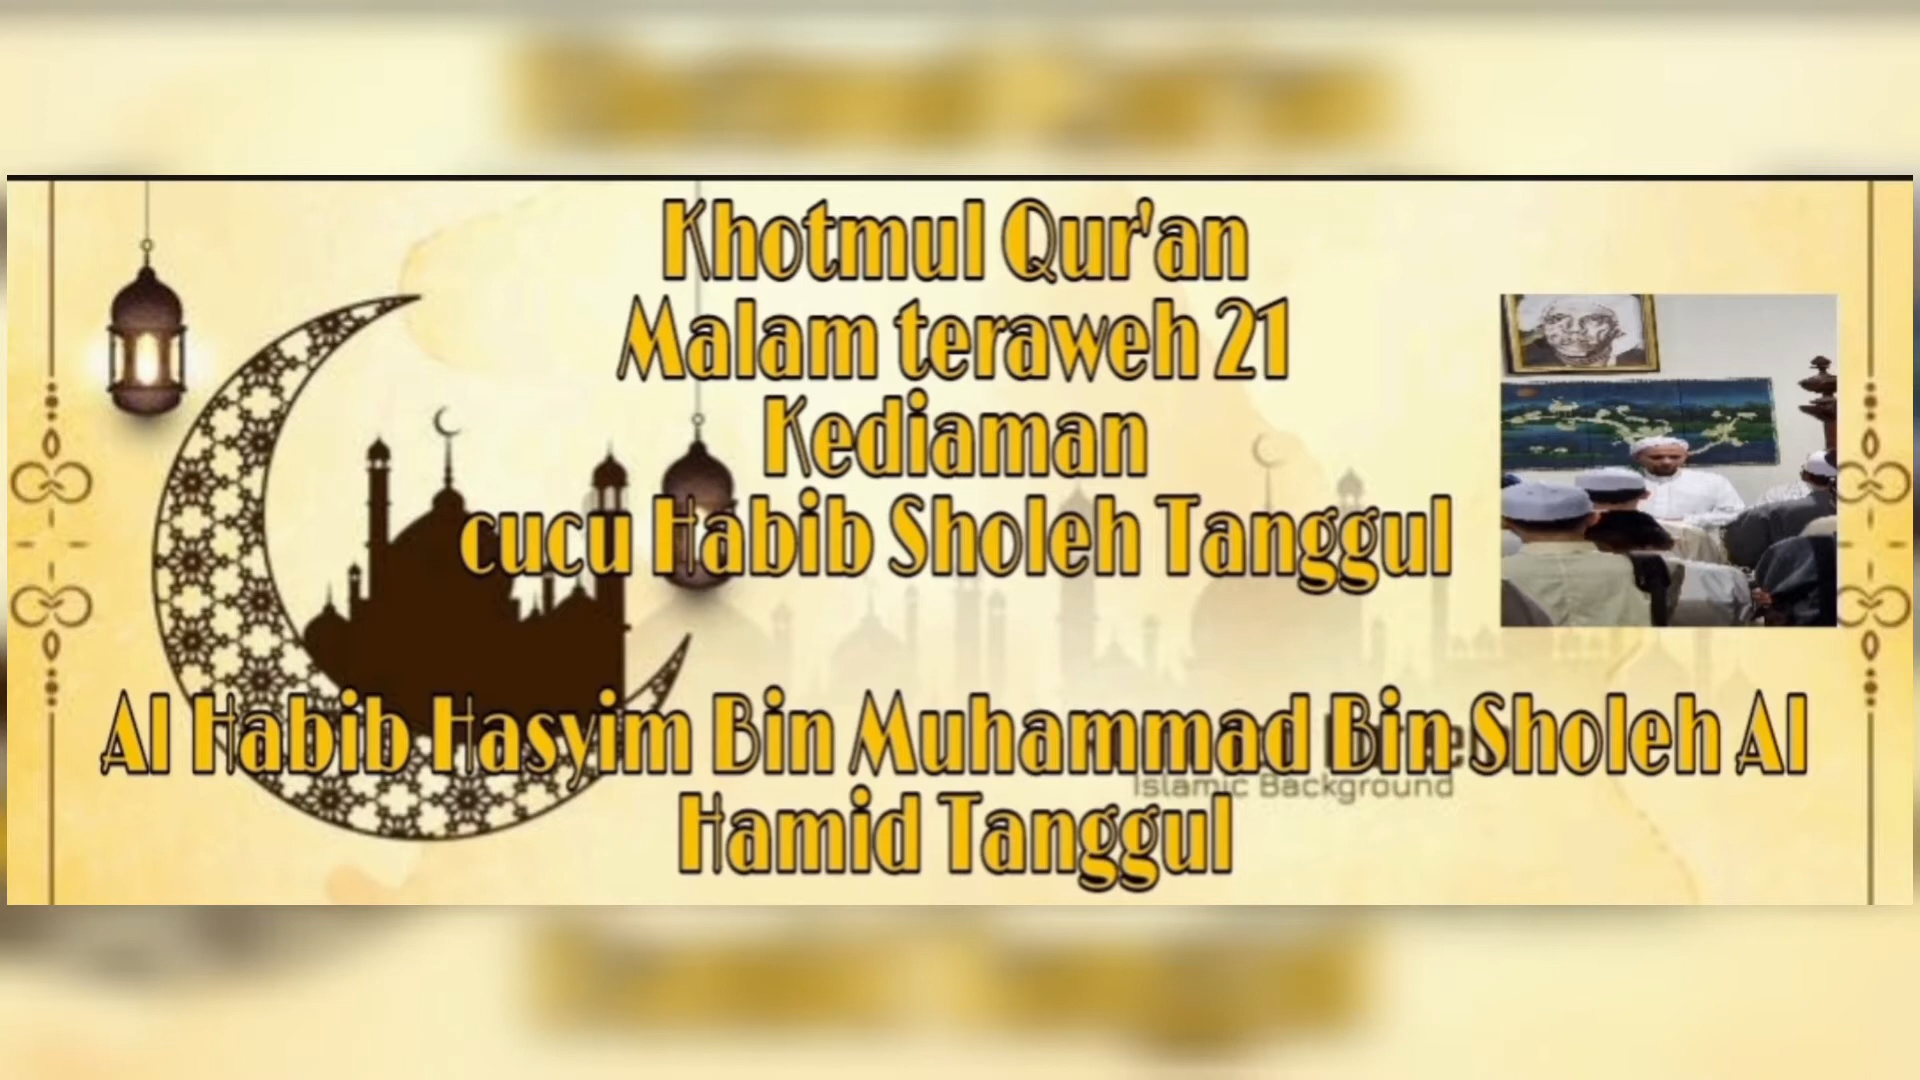 Khotmul Qur'an
Malam teraweh 21
Kediaman
cucu Habib Sholeh Tanggul
Al Habib Hasyim Bin Muhammad Bin Sholeh Al
Hamid Tanggul
Islamic Background